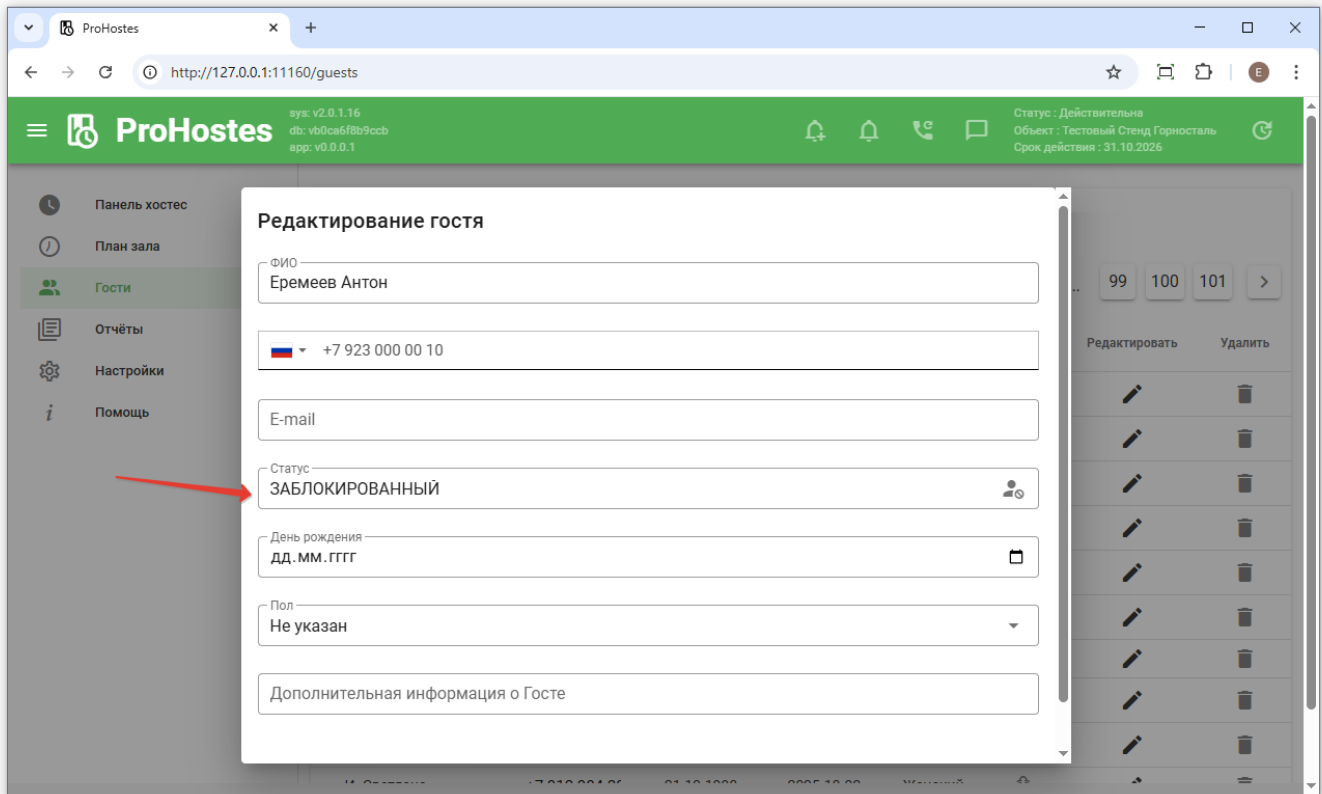 ProHostes
http://127.0.0.1:11160/guests
E
ProHostes
sys: v2.0.1.16
db: vb0ca6f8b9ccb
app: v0.0.0.1
Статус : Действительна
Объект : Тестовый Стенд Горносталь
Срок действия : 31.10.2026
Панель хостес
План зала
Гости
Отчёты
Настройки
Помощь
Редактирование гостя
ФИО
Еремеев Антон
+7 923 000 00 10
E-mail
Статус
ЗАБЛОКИРОВАННЫЙ
День рождения
дд.мм.гггг
Пол
Не указан
Дополнительная информация о Госте
99 100 101
Редактировать Удалить